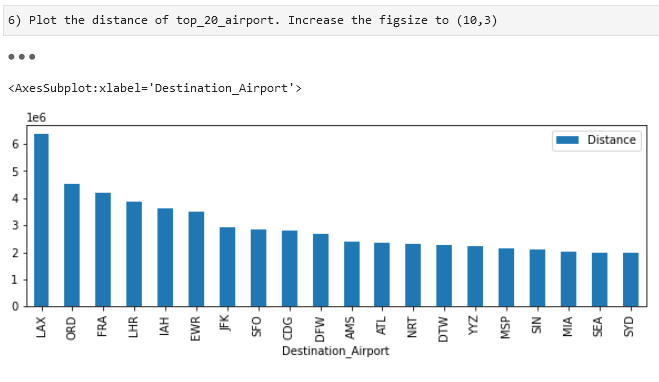 6) Plot the distance of top_20_airport. Increase the figsize to (10,3)
<AxesSubplot:xlabel='Destination_Airport'>
1e6
Distance
6
5
4
3
2
1
0
LAX
ORD
FRA
LHR
IAH
EWR
JFK
SFO
CDG
DFW
AMS
ATL
NRT
DTW
YYZ
MSP
SIN
MIA
SEA
SYD
Destination_Airport